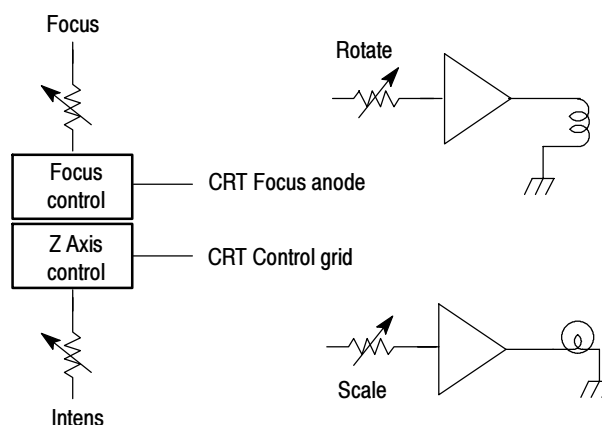 Focus
Rotate
Focus
control
CRT Focus anode
Z Axis
control
CRT Control grid
Scale
Intens